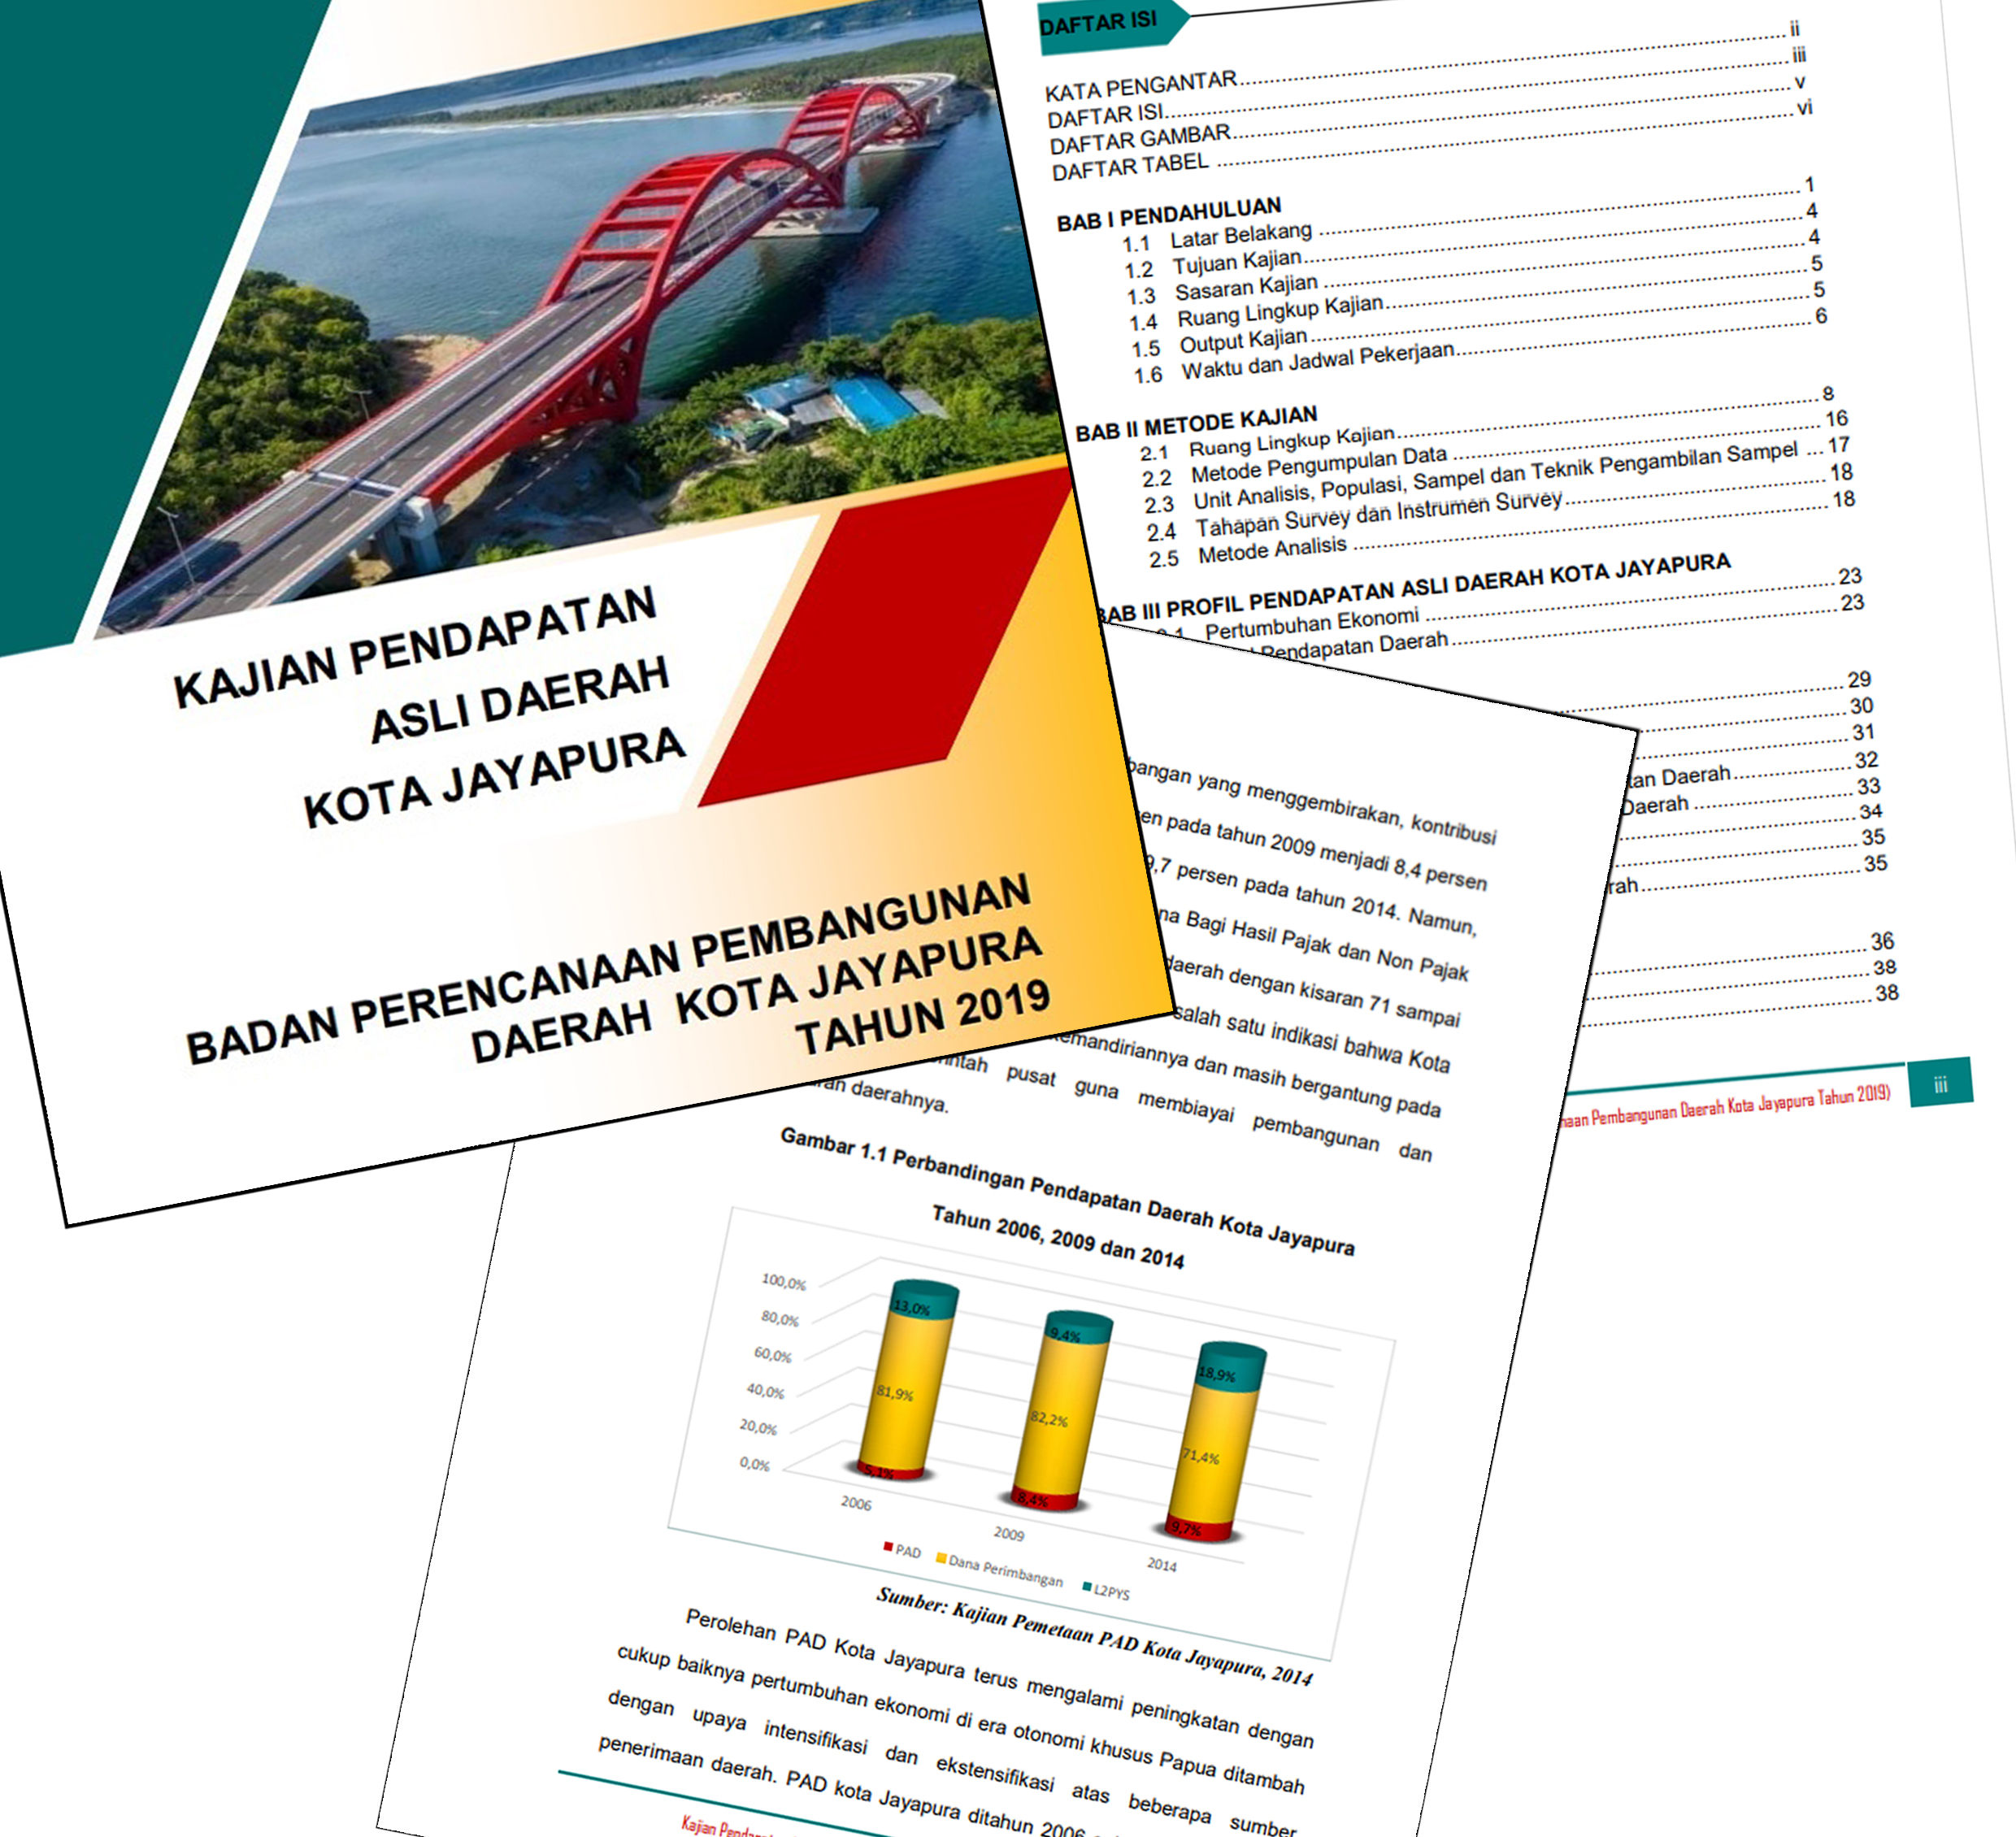 KAJIAN PENDAPATAN
ASLI DAERAH
KOTA JAYAPURA
BADAN PERENCANAAN PEMBANGUNAN
DAERAH KOTA JAYAPURA
TAHUN 2019
DAFTAR ISI
KATA PENGANTAR ii
DAFTAR ISI iii
DAFTAR GAMBAR v
DAFTAR TABEL vi
BAB I PENDAHULUAN
1.1 Latar Belakang 1
1.2 Tujuan Kajian 4
1.3 Sasaran Kajian 4
1.4 Ruang Lingkup Kajian 5
1.5 Output Kajian 5
1.6 Waktu dan Jadwal Pekerjaan 6
BAB II METODE KAJIAN
2.1 Ruang Lingkup Kajian 8
2.2 Metode Pengumpulan Data 16
2.3 Unit Analisis, Populasi, Sampel dan Teknik Pengambilan Sampel 17
2.4 Tahapan Survey dan Instrumen Survey 18
2.5 Metode Analisis 18
BAB III PROFIL PENDAPATAN ASLI DAERAH KOTA JAYAPURA
Pertumbuhan Ekonomi 23
Pendapatan Daerah 23
29
30
31
Daerah 32
Daerah 33
34
35
35
36
38
38
Pembangunan Daerah Kota Jayapura Tahun 2019)
iii
yang menggembirakan, kontribusi
pada tahun 2009 menjadi 8,4 persen
persen pada tahun 2014. Namun,
Bagi Hasil Pajak dan Non Pajak
daerah dengan kisaran 71 sampai
salah satu indikasi bahwa Kota
kemandiriannya dan masih bergantung pada
pusat guna membiayai pembangunan dan
daerahnya.
Gambar 1.1 Perbandingan Pendapatan Daerah Kota Jayapura
Tahun 2006, 2009 dan 2014
100,0%
80,0%
60,0%
40,0%
20,0%
0,0%
13,0%
81,9%
5,1%
9,4%
82,2%
8,4%
18,9%
71,4%
9,7%
2006
2009
2014
PAD Dana Perimbangan L2PYS
Sumber: Kajian Pemetaan PAD Kota Jayapura, 2014
Perolehan PAD Kota Jayapura terus mengalami peningkatan dengan
cukup baiknya pertumbuhan ekonomi di era otonomi khusus Papua ditambah
dengan upaya intensifikasi dan ekstensifikasi atas beberapa sumber
penerimaan daerah. PAD kota Jayapura ditahun 2006
Kajian